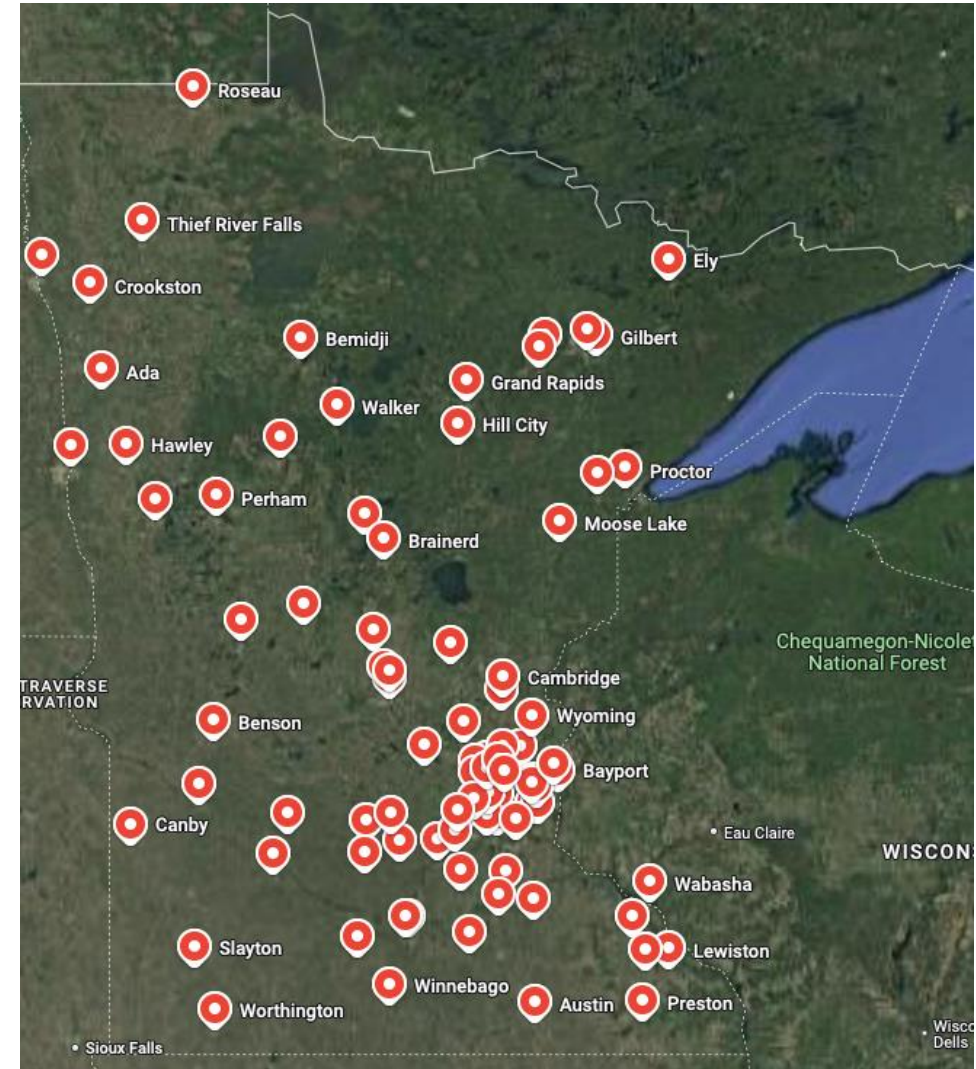 Roseau
Thief River Falls
Ely
Crookston
Bemidji
Gilbert
Ada
Grand Rapids
Walker
Hill City
Hawley
Proctor
Perham
Moose Lake
Brainerd
Chequamegon-Nicolet
National Forest
Cambridge
TRAVERSE
RVATION
Wyoming
Benson
Bayport
Canby
Eau Claire
WISCONS
Wabasha
Slayton
Lewiston
Winnebago
Preston
Austin
Worthington
Wisco
Dells
Sioux Falls